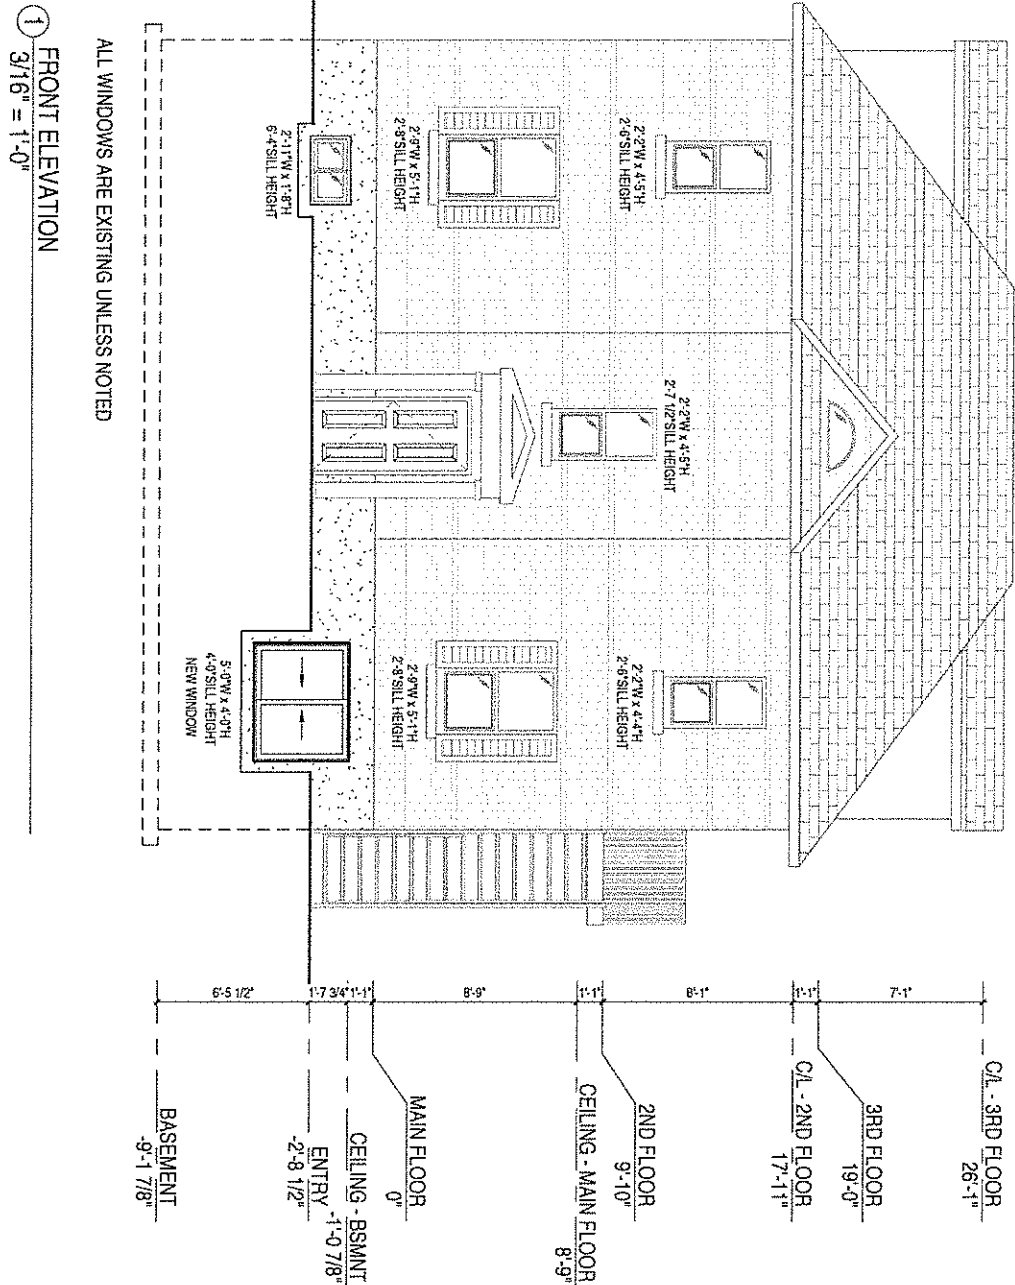 2'-2"W x 4'-5"H
2'-6"SILL HEIGHT
2'-9"W x 5'-1"H
2'-8"SILL HEIGHT
2'-11"W x 1'-8"H
6'-4"SILL HEIGHT
2'-2"W x 4'-5"H
2'-7 1/2"SILL HEIGHT
2'-2"W x 4'-4"H
2'-6"SILL HEIGHT
2'-9"W x 5'-1"H
2'-8"SILL HEIGHT
5'-0"W x 4'-0"H
4'-0"SILL HEIGHT
NEW WINDOW
7'-1"
1'-1"
8'-1"
1'-1"
8'-9"
1'-1"
1'-7 3/4"
6'-5 1/2"
C/L - 3RD FLOOR
26'-1"
3RD FLOOR
19'-0"
C/L - 2ND FLOOR
17'-11"
2ND FLOOR
9'-10"
CEILING - MAIN FLOOR
8'-9"
MAIN FLOOR
0"
CEILING - BSMNT
-1'-0 7/8"
ENTRY
-2'-8 1/2"
BASEMENT
-9'-1 7/8"
ALL WINDOWS ARE EXISTING UNLESS NOTED
1
FRONT ELEVATION
3/16" = 1'-0"